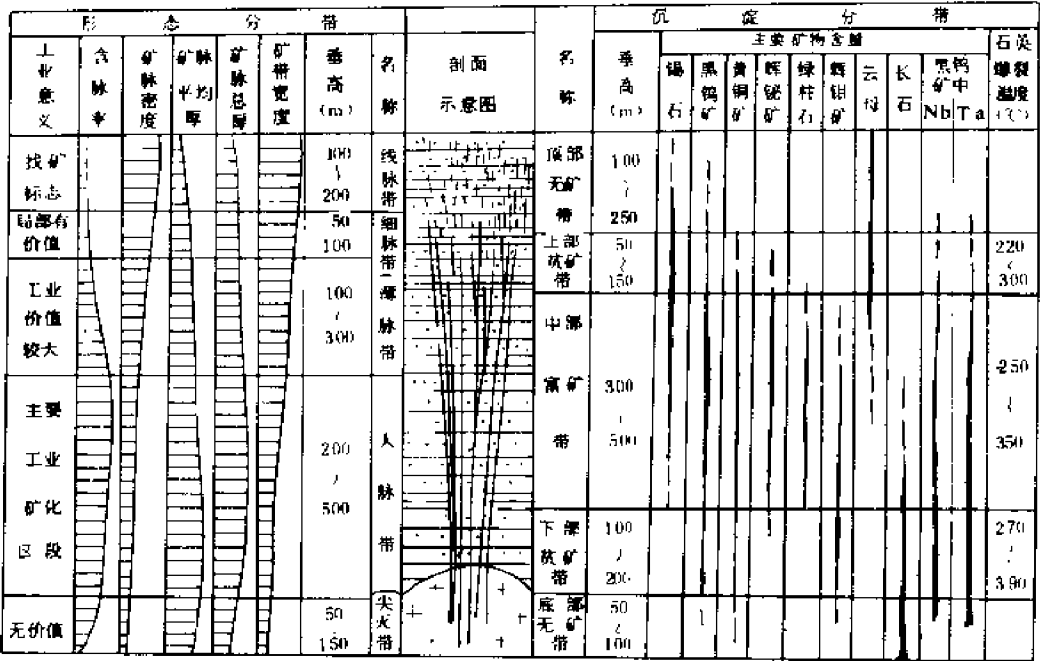 形 态 分 带
沉 淀 分 带
工业意义
含脉率
矿脉密度
矿脉平均厚
矿脉总厚
矿带宽度
垂高(m)
名称
剖面
示意图
名称
垂高(m)
主要矿物含量
锡石
黑钨矿
黄铜矿
辉铋矿
绿柱石
辉钼矿
云母
长石
黑钨矿中
Nb Ta
石英爆裂温度(℃)
找矿
标志
100
~
200
线脉带
局部有
价值
50
100
细脉带
工业
价值
较大
100
~
300
薄脉带
主要
工业
矿化
区段
200
~
500
大脉带
无价值
50
~
150
尖灭带
顶部
无矿
带
100
~
250
上部
贫矿
带
50
~
150
220
~
300
中部
富矿
带
300
~
500
250
~
350
下部
贫矿
带
100
~
200
270
~
390
底部
无矿
带
50
~
100